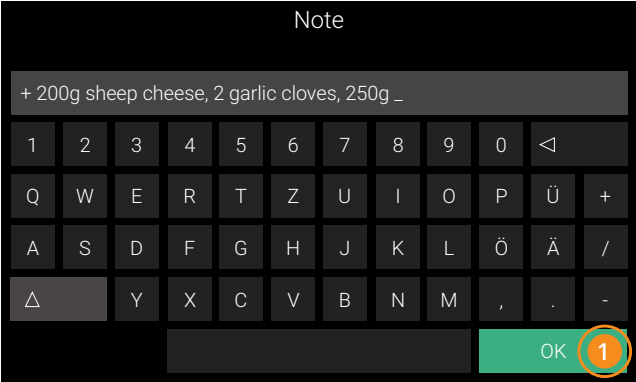 Note
+ 200g sheep cheese, 2 garlic cloves, 250g _
1 2 3 4 5 6 7 8 9 0
Q W E R T Z U I O P Ü +
A S D F G H J K L Ö Ä /
Y X C V B N M , . -
OK 1